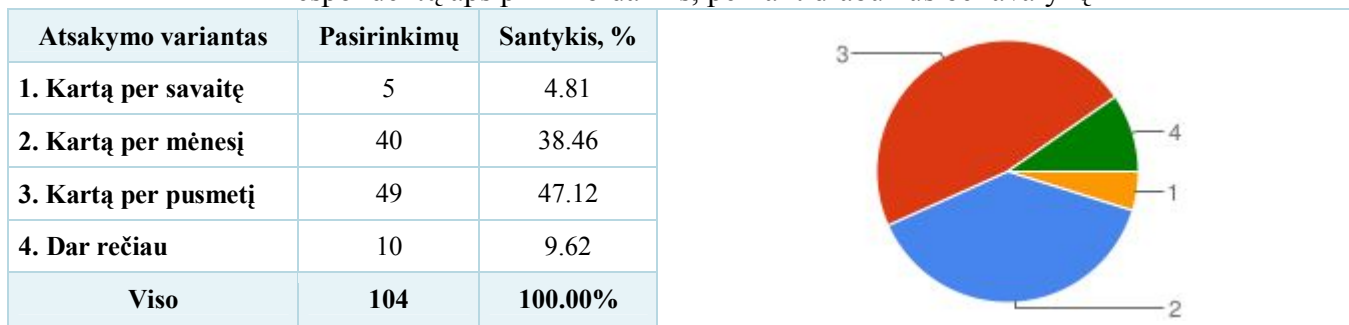 Atsakymo variantas Pasirinkimų Santykis, %
1. Kartą per savaitę 5 4.81
2. Kartą per mėnesį 40 38.46
3. Kartą per pusmetį 49 47.12
4. Dar rečiau 10 9.62
Viso 104 100.00%
3
4
1
2